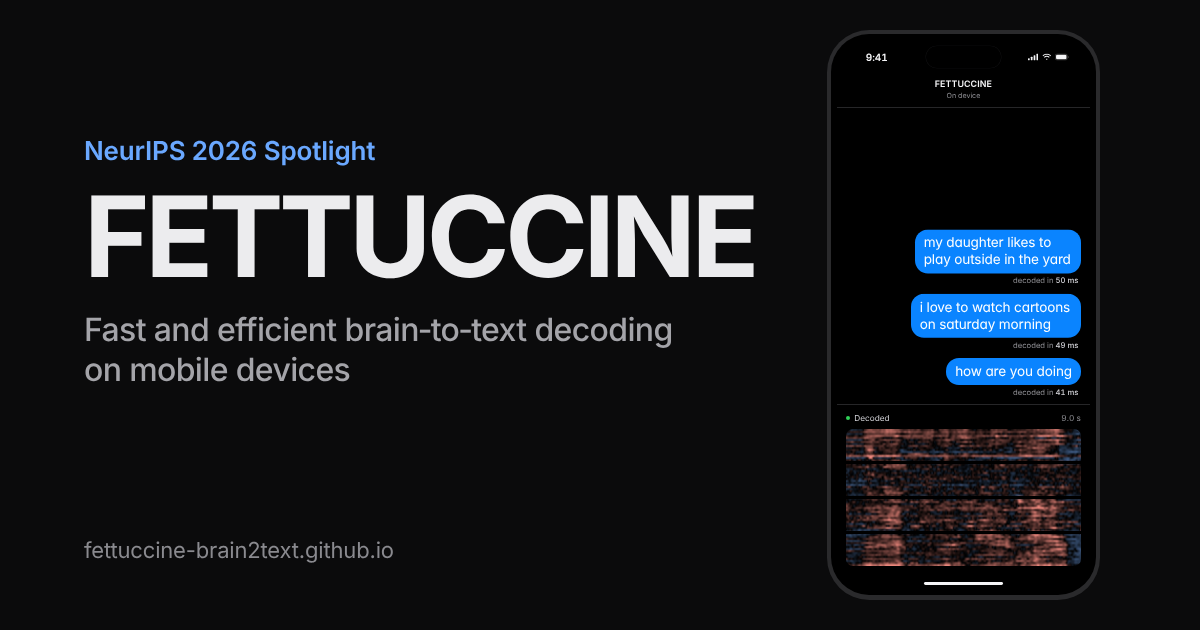 NeurIPS 2026 Spotlight
FETTUCCINE
Fast and efficient brain-to-text decoding
on mobile devices
fettuccine-brain2text.github.io
9:41
FETTUCCINE
On device
my daughter likes to
play outside in the yard
decoded in 50 ms
i love to watch cartoons
on saturday morning
decoded in 49 ms
how are you doing
decoded in 41 ms
Decoded 9.0 s